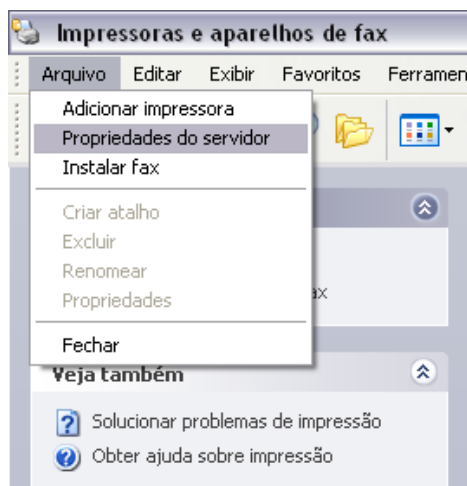 Impressoras e aparelhos de fax
Arquivo Editar Exibir Favoritos Ferramen
Adicionar impressora
Propriedades do servidor
Instalar fax
Criar atalho
Excluir
Renomear
Propriedades
ax
Fechar
Veja também
Solucionar problemas de impressão
Obter ajuda sobre impressão